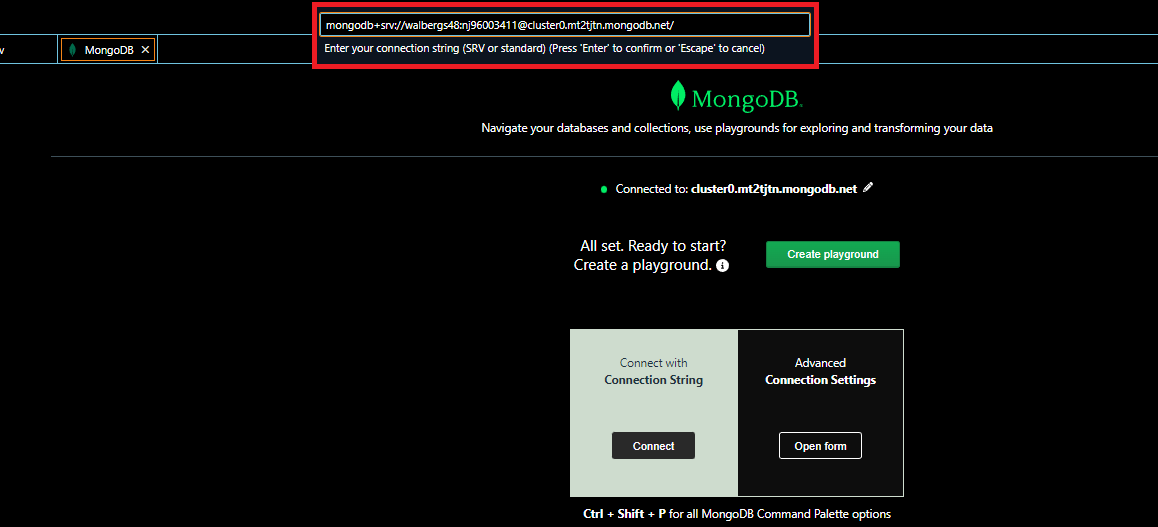 mongodb+srv://walbergs48:nj96003411@cluster0.mt2tjtn.mongodb.net/
Enter your connection string (SRV or standard) (Press 'Enter' to confirm or 'Escape' to cancel)
v
MongoDB ✕
MongoDB.
Navigate your databases and collections, use playgrounds for exploring and transforming your data
Connected to: cluster0.mt2tjtn.mongodb.net
All set. Ready to start?
Create a playground.
Create playground
Connect with
Connection String
Connect
Advanced
Connection Settings
Open form
Ctrl + Shift + P for all MongoDB Command Palette options